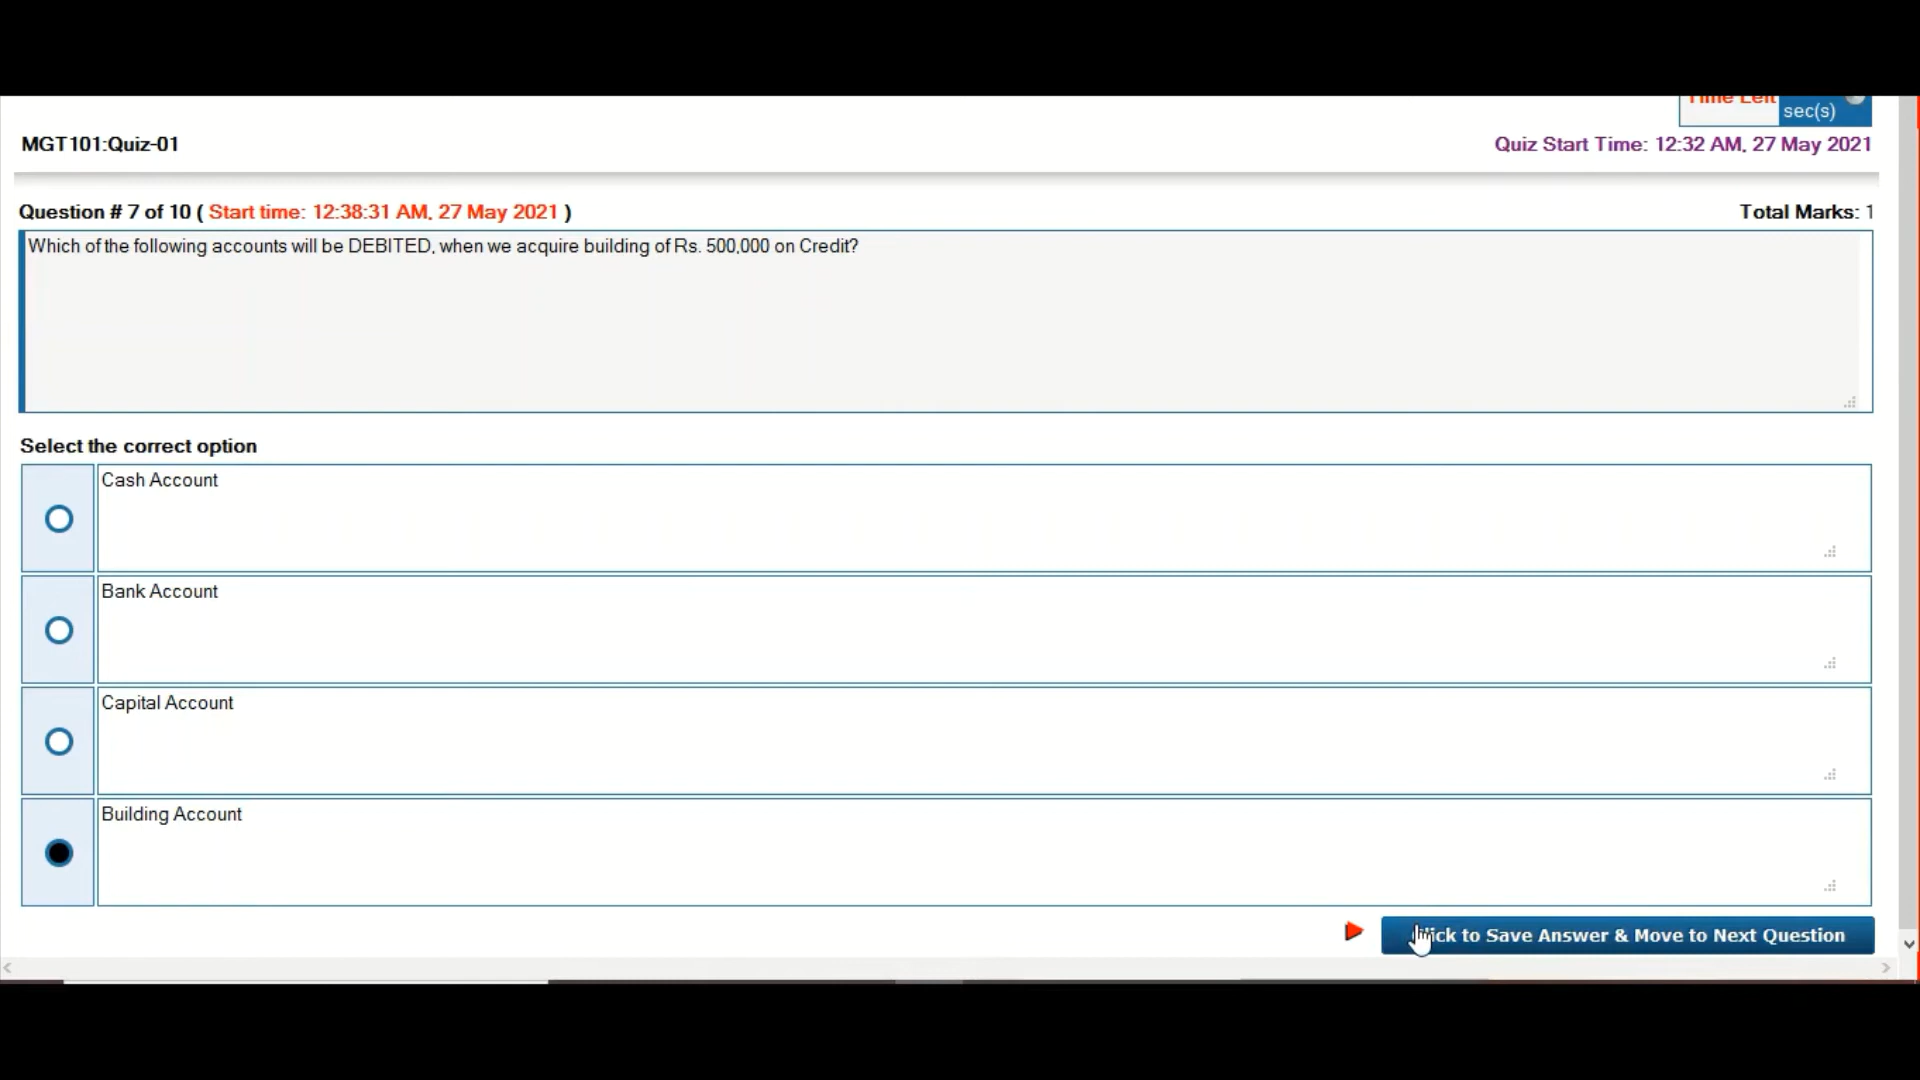 Time Left
sec(s)
MGT101:Quiz-01
Quiz Start Time: 12:32 AM, 27 May 2021
Question # 7 of 10 ( Start time: 12:38:31 AM, 27 May 2021 )
Total Marks: 1
Which of the following accounts will be DEBITED, when we acquire building of Rs. 500,000 on Credit?
Select the correct option
Cash Account
Bank Account
Capital Account
Building Account
Click to Save Answer & Move to Next Question